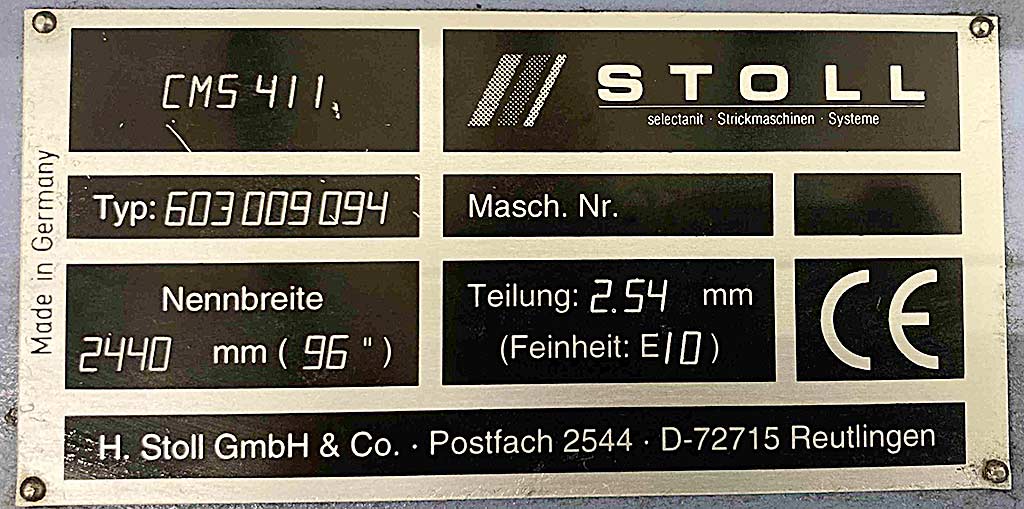 CMS 411.
STOLL
selectanit · Strickmaschinen · Systeme
Made in Germany
Typ: 603 009 094
Masch. Nr.
Nennbreite
2440 mm ( 96 " )
Teilung: 2.54 mm
(Feinheit: E10 )
CE
H. Stoll GmbH & Co. · Postfach 2544 · D-72715 Reutlingen